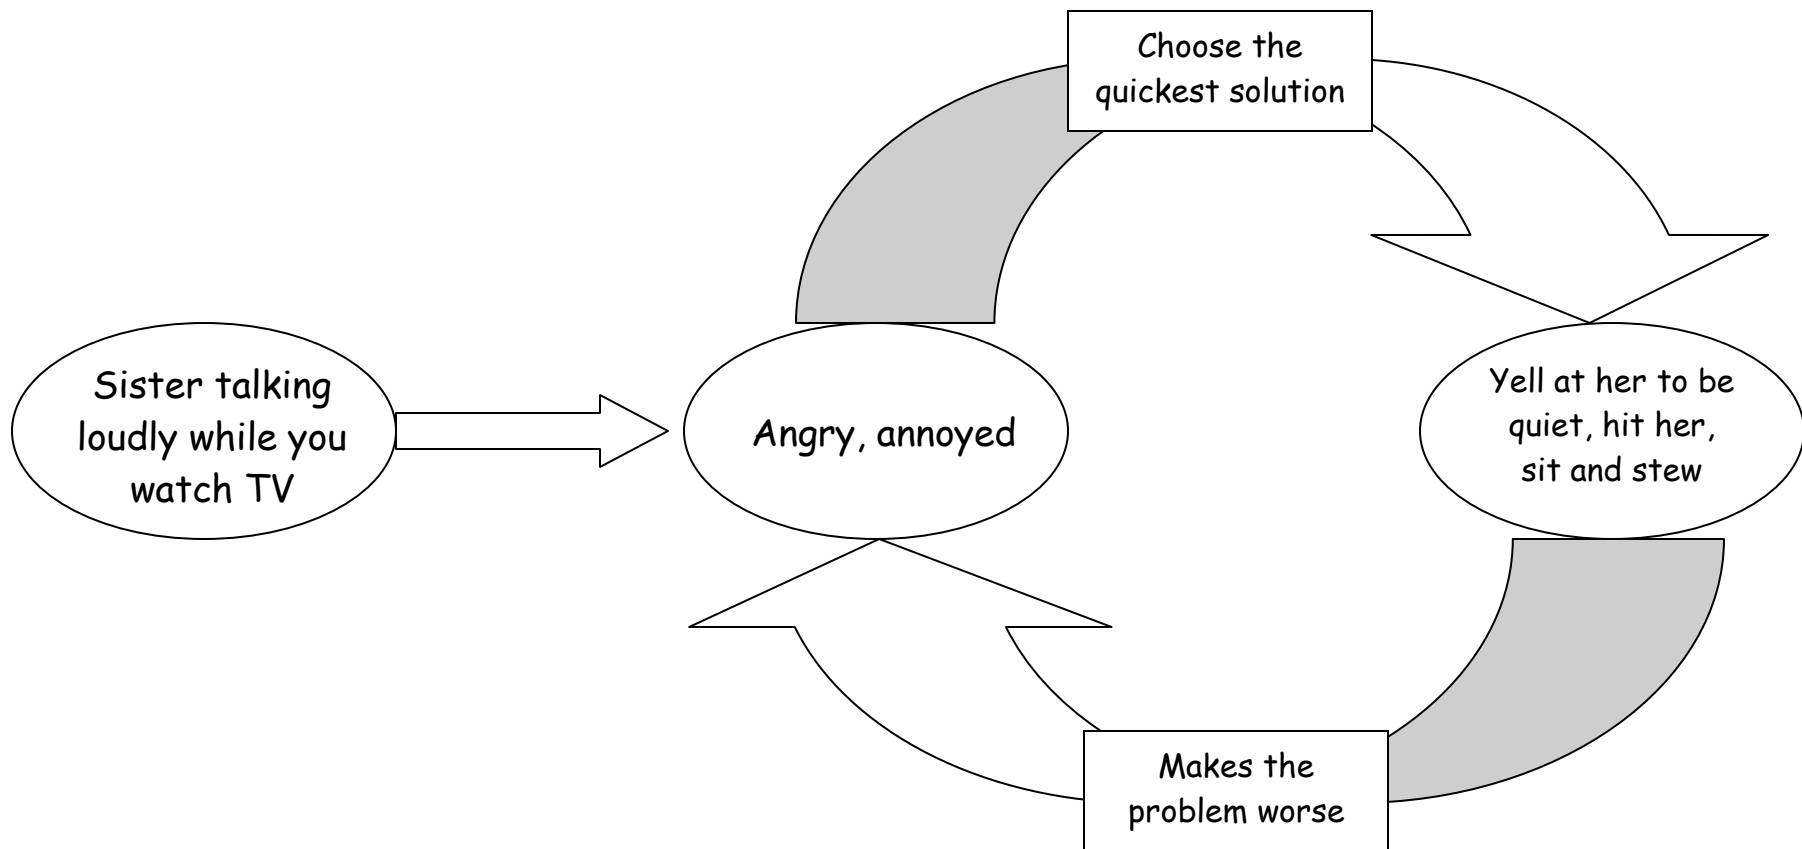 Choose the
quickest solution
Sister talking
loudly while you
watch TV
Angry, annoyed
Yell at her to be
quiet, hit her,
sit and stew
Makes the
problem worse